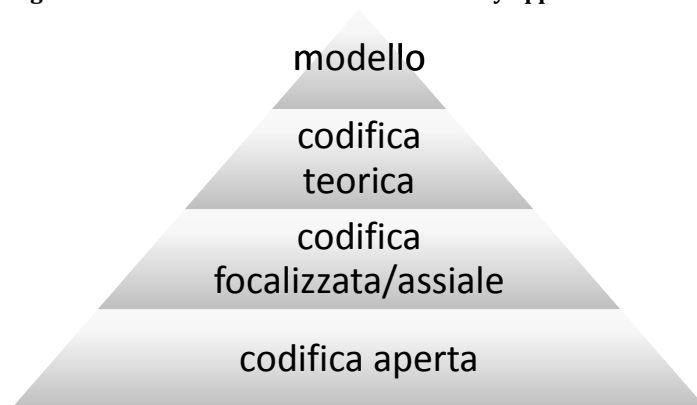 modello
codifica
teorica
codifica
focalizzata/assiale
codifica aperta